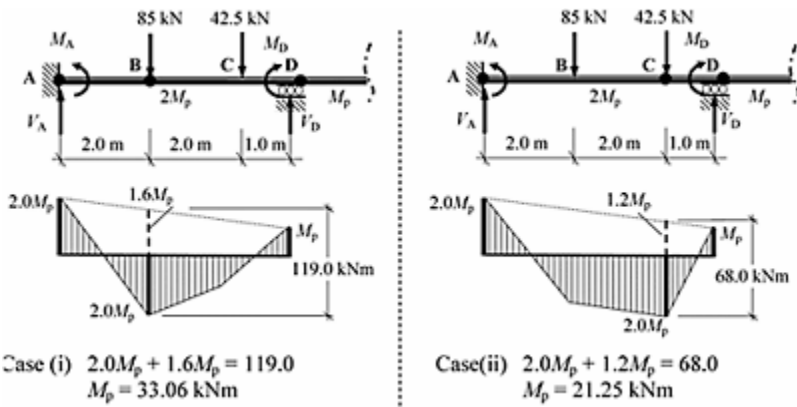 85 kN 42.5 kN
M_A M_D
A B C D
2M_p M_p
V_A V_D
2.0 m 2.0 m 1.0 m
2.0M_p 1.6M_p
M_p
119.0 kNm
2.0M_p
Case (i) 2.0M_p + 1.6M_p = 119.0
M_p = 33.06 kNm
85 kN 42.5 kN
M_A M_D
A B C D
2M_p M_p
V_A V_D
2.0 m 2.0 m 1.0 m
2.0M_p 1.2M_p
M_p
68.0 kNm
2.0M_p
Case(ii) 2.0M_p + 1.2M_p = 68.0
M_p = 21.25 kNm